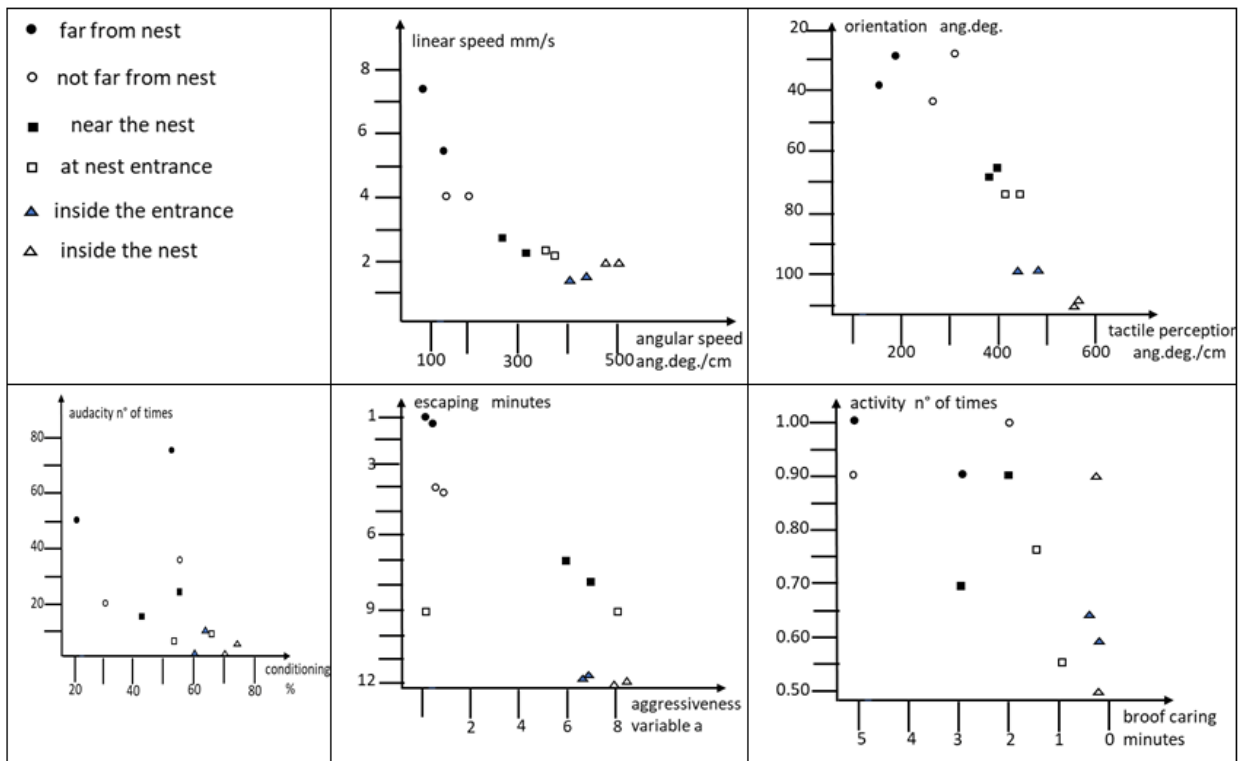 far from nest
not far from nest
near the nest
at nest entrance
inside the entrance
inside the nest
linear speed mm/s
8
6
4
2
100 300 500
angular speed
ang.deg./cm
orientation ang.deg.
20
40
60
80
100
200 400 600
tactile perception
ang.deg./cm
audacity n° of times
80
60
40
20
20 40 60 80
conditioning
%
escaping minutes
1
3
6
9
12
2 4 6 8
aggressiveness
variable a
activity n° of times
1.00
0.90
0.80
0.70
0.60
0.50
5 4 3 2 1 0
broof caring
minutes